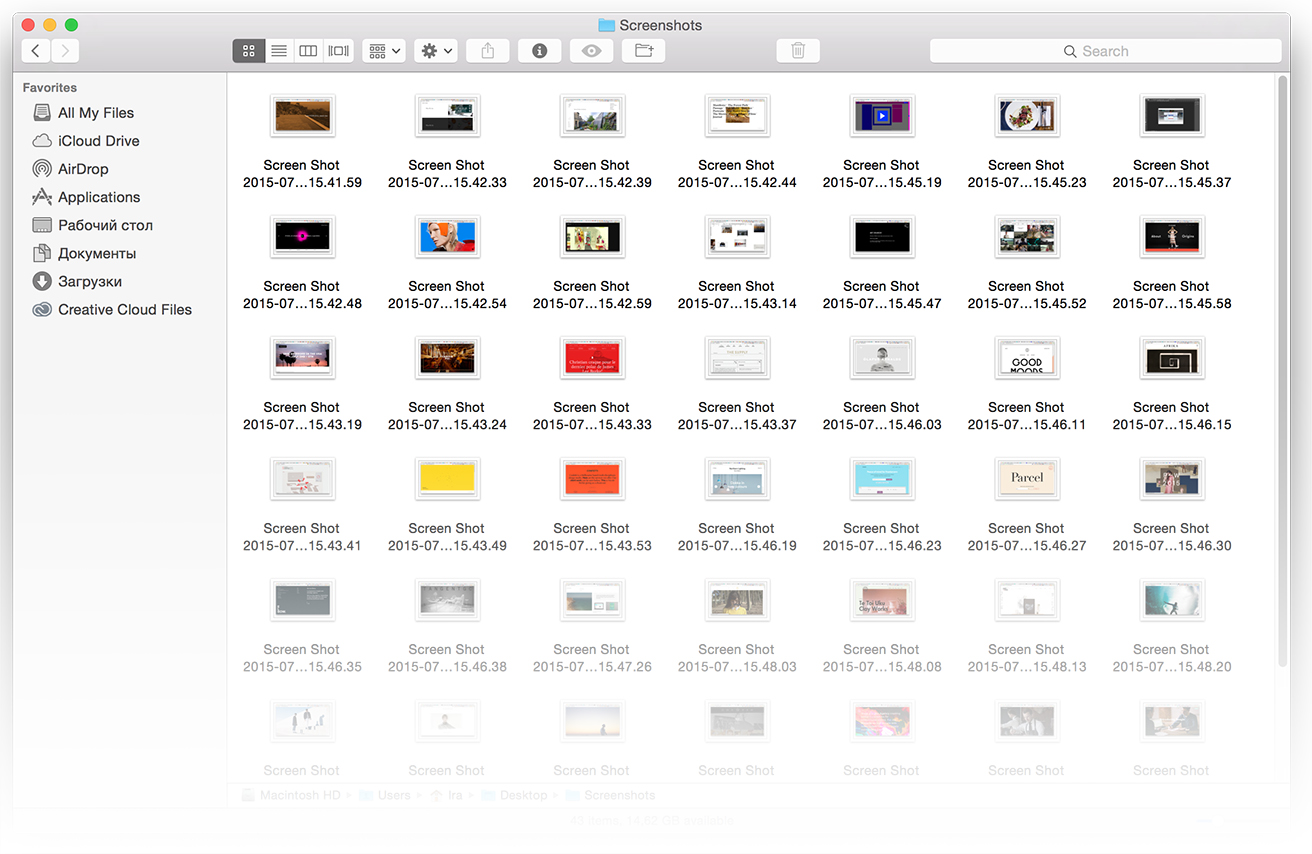 Screenshots
Search
Favorites
All My Files
iCloud Drive
AirDrop
Applications
Рабочий стол
Документы
Загрузки
Creative Cloud Files
Screen Shot Screen Shot Screen Shot Screen Shot Screen Shot Screen Shot Screen Shot
2015-07...15.41.59 2015-07...15.42.33 2015-07...15.42.39 2015-07...15.42.44 2015-07...15.45.19 2015-07...15.45.23 2015-07...15.45.37
Screen Shot Screen Shot Screen Shot Screen Shot Screen Shot Screen Shot Screen Shot
2015-07...15.42.48 2015-07...15.42.54 2015-07...15.42.59 2015-07...15.43.14 2015-07...15.45.47 2015-07...15.45.52 2015-07...15.45.58
GOOD
MOODS
Screen Shot Screen Shot Screen Shot Screen Shot Screen Shot Screen Shot Screen Shot
2015-07...15.43.19 2015-07...15.43.24 2015-07...15.43.33 2015-07...15.43.37 2015-07...15.46.03 2015-07...15.46.11 2015-07...15.46.15
Parcel
Screen Shot Screen Shot Screen Shot Screen Shot Screen Shot Screen Shot Screen Shot
2015-07...15.43.41 2015-07...15.43.49 2015-07...15.43.53 2015-07...15.46.19 2015-07...15.46.23 2015-07...15.46.27 2015-07...15.46.30
Screen Shot Screen Shot Screen Shot Screen Shot Screen Shot Screen Shot Screen Shot
2015-07...15.46.35 2015-07...15.46.38 2015-07...15.47.26 2015-07...15.48.03 2015-07...15.48.08 2015-07...15.48.13 2015-07...15.48.20
Screen Shot Screen Shot Screen Shot Screen Shot Screen Shot Screen Shot Screen Shot
Macintosh HD Users Ira Desktop Screenshots